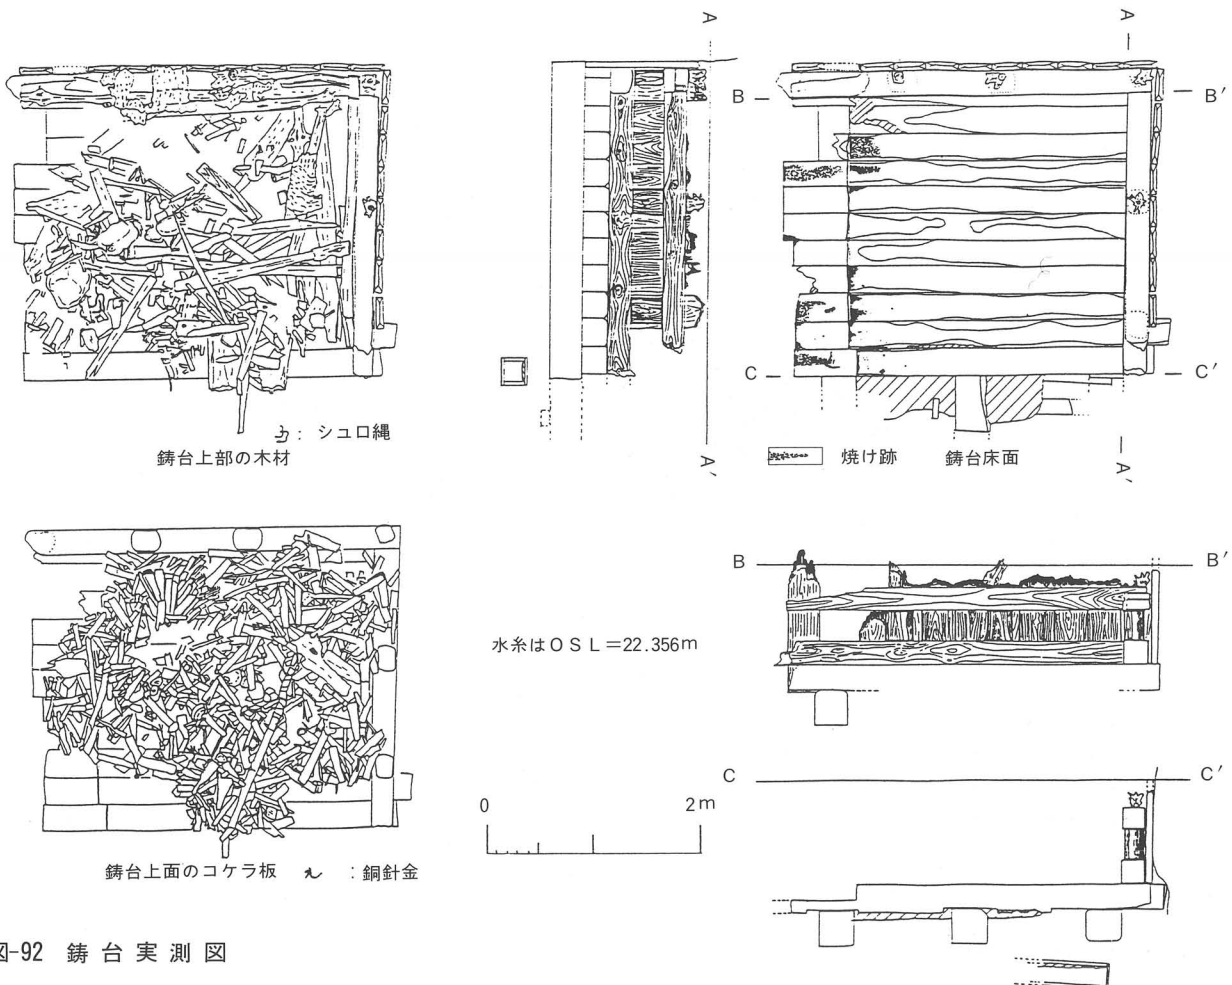 A
A
B
B′
C
C′
：シュロ縄
鋳台上部の木材
A′
焼け跡
鋳台床面
A′
B
B′
水糸はOSL＝22.356m
C
C′
0
2m
鋳台上面のコケラ板
：銅針金
図-92 鋳台実測図